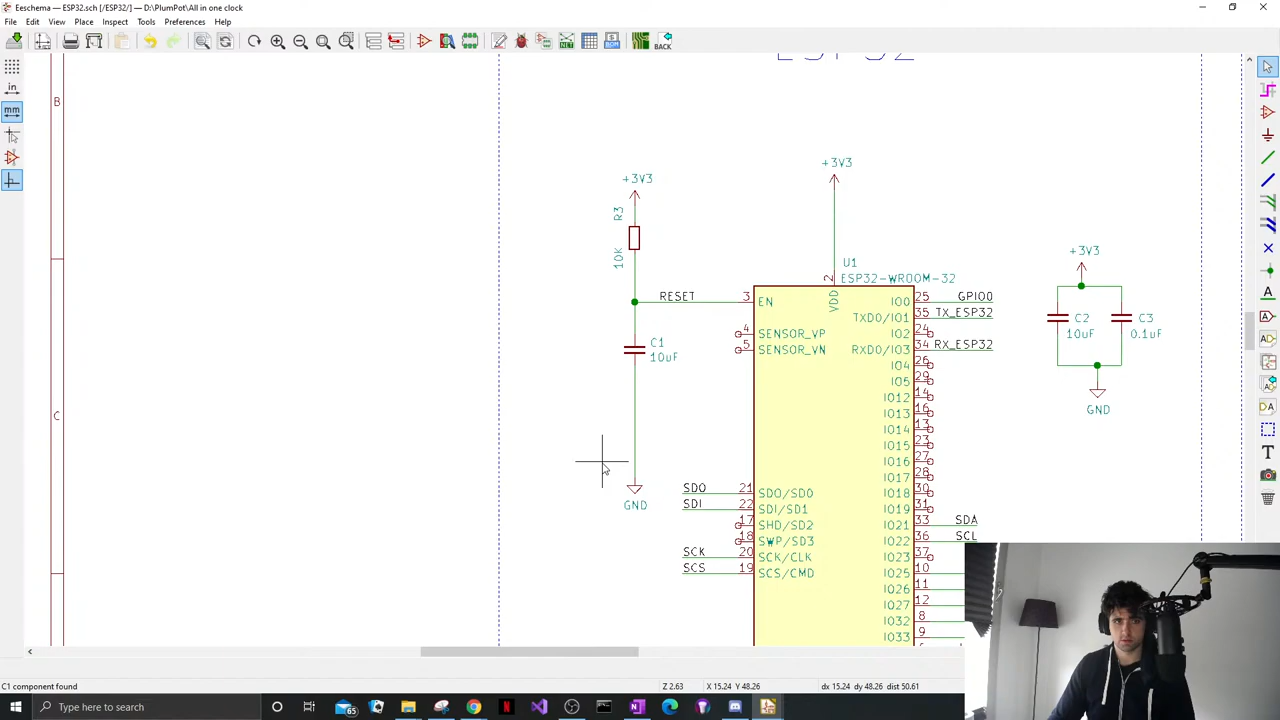 Eeschema — ESP32.sch [/ESP32/] — D:\PlumPot\All in one clock
File Edit View Place Inspect Tools Preferences Help
BACK
in
mm
B
C
+3V3
R3
10K
RESET
C1
10uF
GND
+3V3
U1
ESP32-WROOM-32
2
VDD
3 EN
4 SENSOR_VP
5 SENSOR_VN
SDO 21 SDO/SD0
SDI 22 SDI/SD1
17 SHD/SD2
18 SWP/SD3
SCK 20 SCK/CLK
SCS 19 SCS/CMD
IO0 25 GPIO0
TXD0/IO1 35 TX_ESP32
IO2 24
RXD0/IO3 34 RX_ESP32
IO4 26
IO5 29
IO12 14
IO13 16
IO14 13
IO15 23
IO16 27
IO17 28
IO18 30
IO19 31
IO21 33 SDA
IO22 36 SCL
IO23 37
IO25 10
IO26 11
IO27 12
IO32 8
IO33 9
+3V3
C2
10uF
C3
0.1uF
GND
C1 component found
Z 2.63
X 15.24 Y 48.26
dx 15.24 dy 48.26 dist 50.61
Type here to search
65